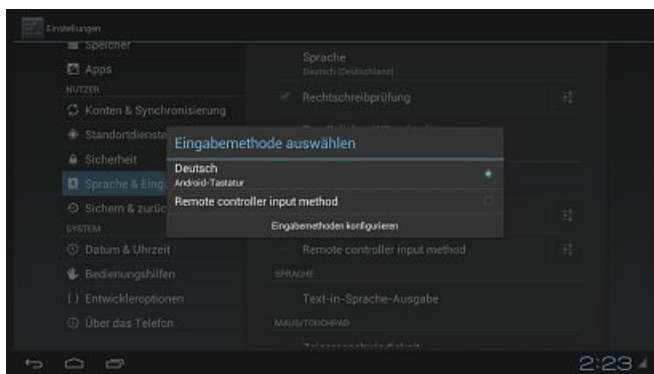 Einstellungen
Speicher
Apps
NUTZER
Konten & Synchronisierung
Standortdienste
Sicherheit
Sprache & Einga
Sichern & zurüc
SYSTEM
Datum & Uhrzeit
Bedienungshilfen
{ } Entwickleroptionen
Über das Telefon
Sprache
Deutsch (Deutschland)
Rechtschreibprüfung
Eingabemethode auswählen
Deutsch
Android-Tastatur
Remote controller input method
Eingabemethoden konfigurieren
Remote controller input method
SPRACHE
Text-in-Sprache-Ausgabe
MAUS/TOUCHPAD
2:23